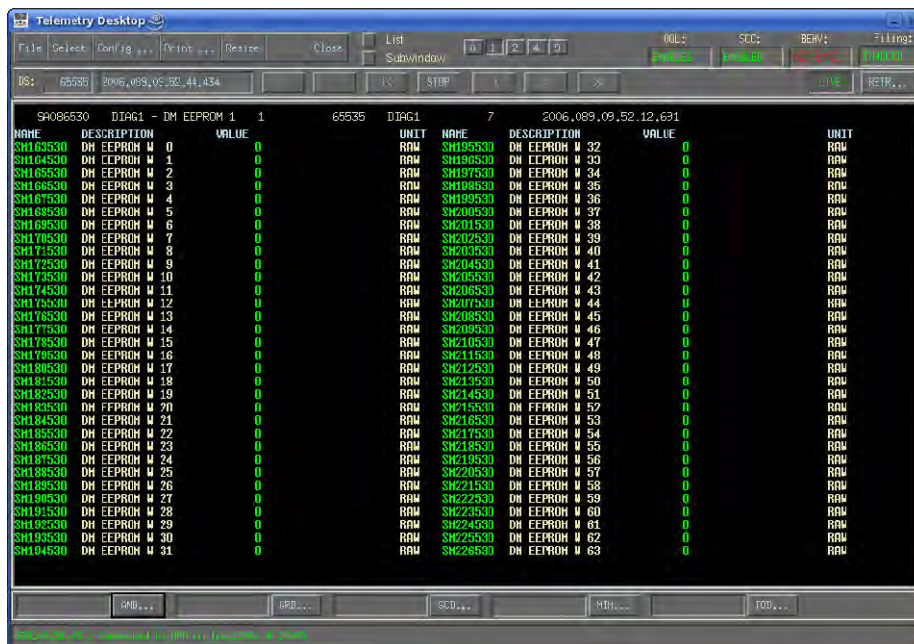 Telemetry Desktop
File Select Config ... Print ... Resize Close
List
Subwindow
0 1 2 4 9
OOL: SCC: BEHV: Filing:
ENABLED ENABLED
DS: 65535 2006.089.09.52.44.434 STOP LIVE RETR...
SA086530 DIAG1 - DM EEPROM 1 1 65535 DIAG1 7 2006.089.09.52.12.691
NAME DESCRIPTION VALUE UNIT NAME DESCRIPTION VALUE UNIT
SM163530 DM EEPROM W 0 0 RAW SM195530 DM EEPROM W 32 0 RAW
SM164530 DM EEPROM W 1 0 RAW SM196530 DM EEPROM W 33 0 RAW
SM165530 DM EEPROM W 2 0 RAW SM197530 DM EEPROM W 34 0 RAW
SM166530 DM EEPROM W 3 0 RAW SM198530 DM EEPROM W 35 0 RAW
SM167530 DM EEPROM W 4 0 RAW SM199530 DM EEPROM W 36 0 RAW
SM168530 DM EEPROM W 5 0 RAW SM200530 DM EEPROM W 37 0 RAW
SM169530 DM EEPROM W 6 0 RAW SM201530 DM EEPROM W 38 0 RAW
SM170530 DM EEPROM W 7 0 RAW SM202530 DM EEPROM W 39 0 RAW
SM171530 DM EEPROM W 8 0 RAW SM203530 DM EEPROM W 40 0 RAW
SM172530 DM EEPROM W 9 0 RAW SM204530 DM EEPROM W 41 0 RAW
SM173530 DM EEPROM W 10 0 RAW SM205530 DM EEPROM W 42 0 RAW
SM174530 DM EEPROM W 11 0 RAW SM206530 DM EEPROM W 43 0 RAW
SM175530 DM EEPROM W 12 0 RAW SM207530 DM EEPROM W 44 0 RAW
SM176530 DM EEPROM W 13 0 RAW SM208530 DM EEPROM W 45 0 RAW
SM177530 DM EEPROM W 14 0 RAW SM209530 DM EEPROM W 46 0 RAW
SM178530 DM EEPROM W 15 0 RAW SM210530 DM EEPROM W 47 0 RAW
SM179530 DM EEPROM W 16 0 RAW SM211530 DM EEPROM W 48 0 RAW
SM180530 DM EEPROM W 17 0 RAW SM212530 DM EEPROM W 49 0 RAW
SM181530 DM EEPROM W 18 0 RAW SM213530 DM EEPROM W 50 0 RAW
SM182530 DM EEPROM W 19 0 RAW SM214530 DM EEPROM W 51 0 RAW
SM183530 DM EEPROM W 20 0 RAW SM215530 DM EEPROM W 52 0 RAW
SM184530 DM EEPROM W 21 0 RAW SM216530 DM EEPROM W 53 0 RAW
SM185530 DM EEPROM W 22 0 RAW SM217530 DM EEPROM W 54 0 RAW
SM186530 DM EEPROM W 23 0 RAW SM218530 DM EEPROM W 55 0 RAW
SM187530 DM EEPROM W 24 0 RAW SM219530 DM EEPROM W 56 0 RAW
SM188530 DM EEPROM W 25 0 RAW SM220530 DM EEPROM W 57 0 RAW
SM189530 DM EEPROM W 26 0 RAW SM221530 DM EEPROM W 58 0 RAW
SM190530 DM EEPROM W 27 0 RAW SM222530 DM EEPROM W 59 0 RAW
SM191530 DM EEPROM W 28 0 RAW SM223530 DM EEPROM W 60 0 RAW
SM192530 DM EEPROM W 29 0 RAW SM224530 DM EEPROM W 61 0 RAW
SM193530 DM EEPROM W 30 0 RAW SM225530 DM EEPROM W 62 0 RAW
SM194530 DM EEPROM W 31 0 RAW SM226530 DM EEPROM W 63 0 RAW
AND... GRD... SCD... MIM... TOD...